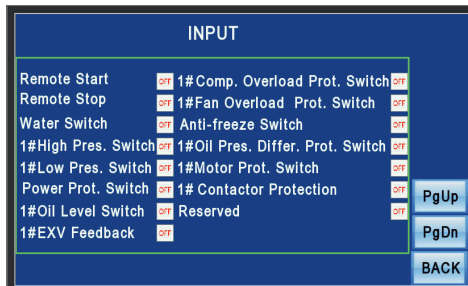 INPUT
Remote Start OFF 1#Comp. Overload Prot. Switch OFF
Remote Stop OFF 1#Fan Overload Prot. Switch OFF
Water Switch OFF Anti-freeze Switch OFF
1#High Pres. Switch OFF 1#Oil Pres. Differ. Prot. Switch OFF
1#Low Pres. Switch OFF 1#Motor Prot. Switch OFF
Power Prot. Switch OFF 1# Contactor Protection OFF
1#Oil Level Switch OFF Reserved OFF
1#EXV Feedback OFF
PgUp
PgDn
BACK